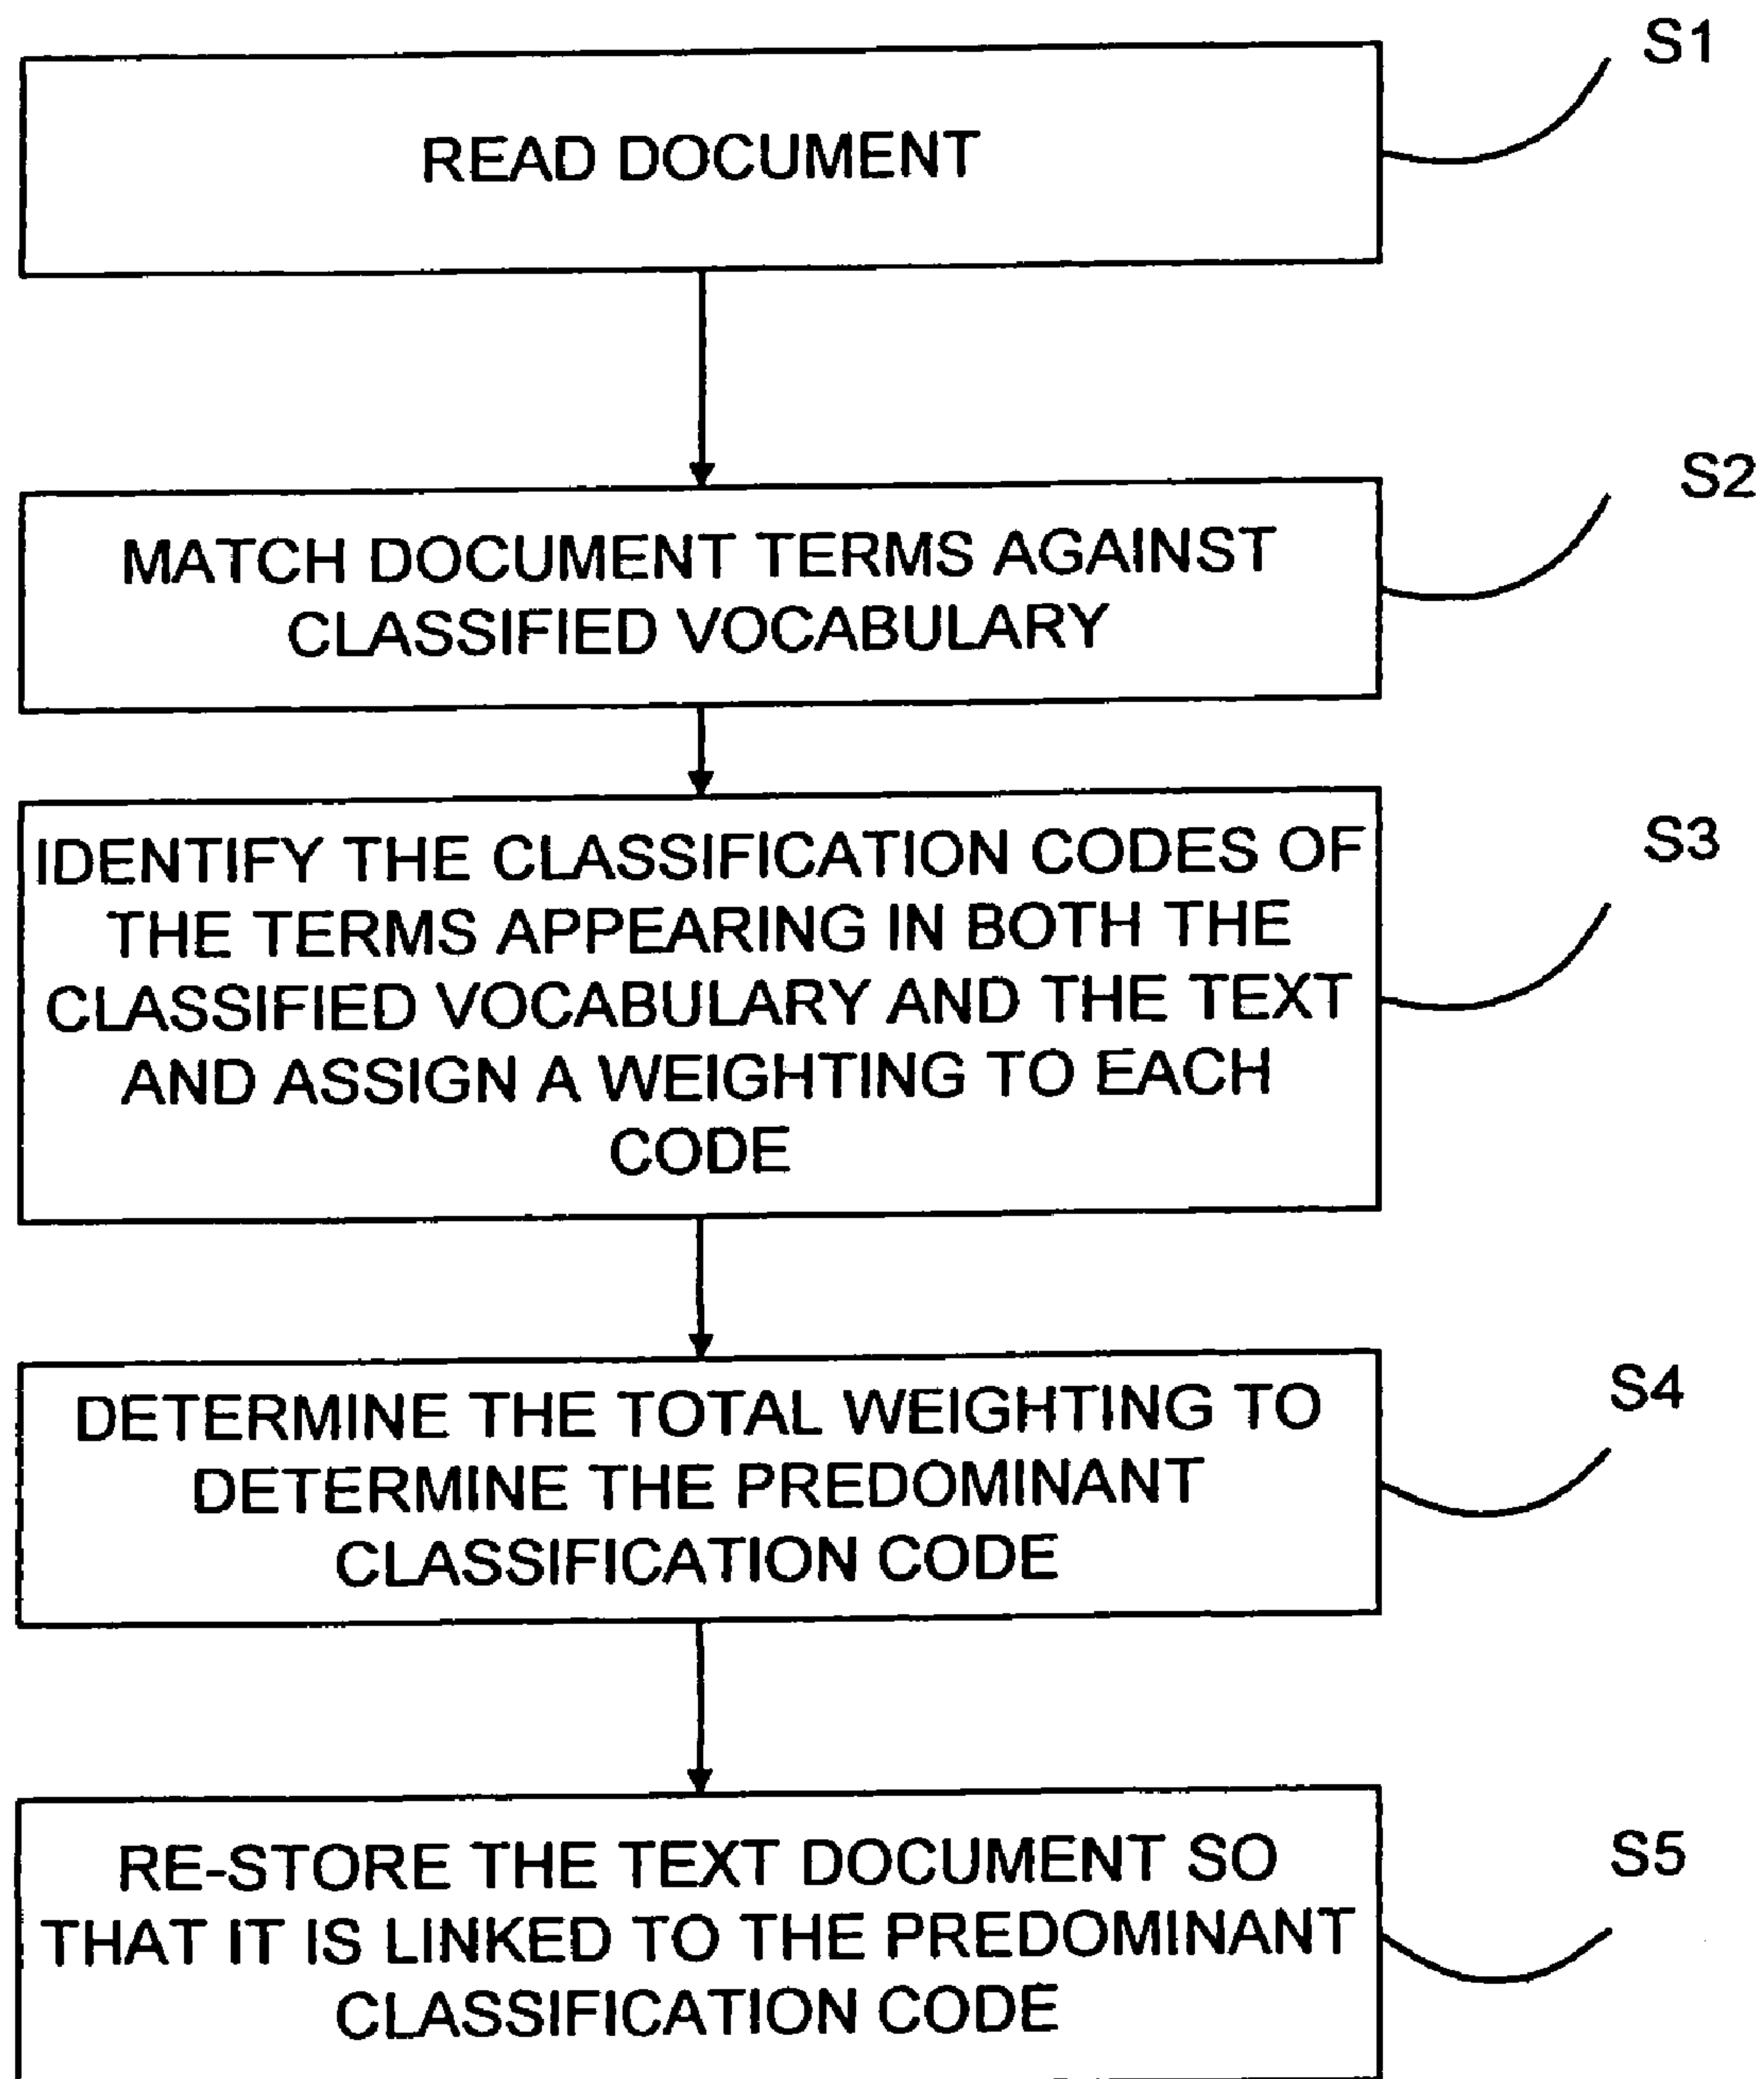 S1
READ DOCUMENT
S2
MATCH DOCUMENT TERMS AGAINST
CLASSIFIED VOCABULARY
S3
IDENTIFY THE CLASSIFICATION CODES OF
THE TERMS APPEARING IN BOTH THE
CLASSIFIED VOCABULARY AND THE TEXT
AND ASSIGN A WEIGHTING TO EACH
CODE
S4
DETERMINE THE TOTAL WEIGHTING TO
DETERMINE THE PREDOMINANT
CLASSIFICATION CODE
S5
RE-STORE THE TEXT DOCUMENT SO
THAT IT IS LINKED TO THE PREDOMINANT
CLASSIFICATION CODE